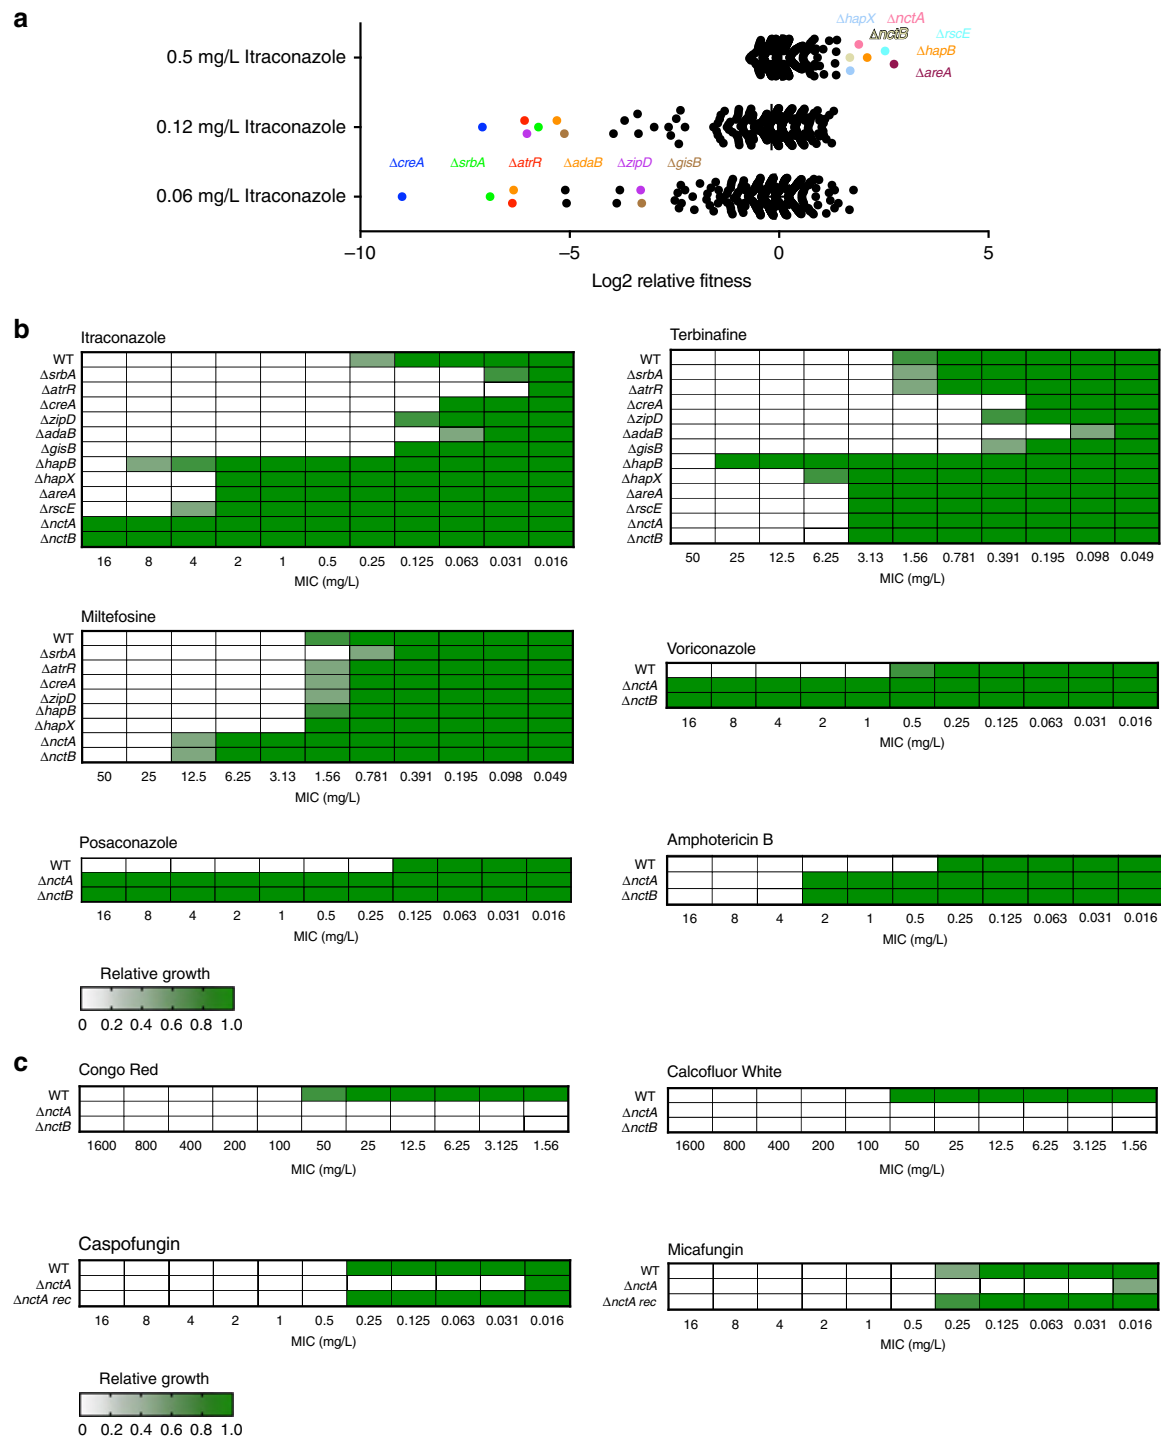 a
ΔhapX ΔnctA
ΔnctB ΔrscE
0.5 mg/L Itraconazole
ΔhapB
ΔareA
0.12 mg/L Itraconazole
ΔcreA ΔsrbA ΔatrR ΔadaB ΔzipD ΔgisB
0.06 mg/L Itraconazole
–10 –5 0 5
Log2 relative fitness
b
Itraconazole
WT
ΔsrbA
ΔatrR
ΔcreA
ΔzipD
ΔadaB
ΔgisB
ΔhapB
ΔhapX
ΔareA
ΔrscE
ΔnctA
ΔnctB
16 8 4 2 1 0.5 0.25 0.125 0.063 0.031 0.016
MIC (mg/L)
Terbinafine
WT
ΔsrbA
ΔatrR
ΔcreA
ΔzipD
ΔadaB
ΔgisB
ΔhapB
ΔhapX
ΔareA
ΔrscE
ΔnctA
ΔnctB
50 25 12.5 6.25 3.13 1.56 0.781 0.391 0.195 0.098 0.049
MIC (mg/L)
Miltefosine
WT
ΔsrbA
ΔatrR
ΔcreA
ΔzipD
ΔhapB
ΔhapX
ΔnctA
ΔnctB
50 25 12.5 6.25 3.13 1.56 0.781 0.391 0.195 0.098 0.049
MIC (mg/L)
Voriconazole
WT
ΔnctA
ΔnctB
16 8 4 2 1 0.5 0.25 0.125 0.063 0.031 0.016
MIC (mg/L)
Posaconazole
WT
ΔnctA
ΔnctB
16 8 4 2 1 0.5 0.25 0.125 0.063 0.031 0.016
MIC (mg/L)
Amphotericin B
WT
ΔnctA
ΔnctB
16 8 4 2 1 0.5 0.25 0.125 0.063 0.031 0.016
MIC (mg/L)
Relative growth
0 0.2 0.4 0.6 0.8 1.0
c
Congo Red
WT
ΔnctA
ΔnctB
1600 800 400 200 100 50 25 12.5 6.25 3.125 1.56
MIC (mg/L)
Calcofluor White
WT
ΔnctA
ΔnctB
1600 800 400 200 100 50 25 12.5 6.25 3.125 1.56
MIC (mg/L)
Caspofungin
WT
ΔnctA
ΔnctA rec
16 8 4 2 1 0.5 0.25 0.125 0.063 0.031 0.016
MIC (mg/L)
Micafungin
WT
ΔnctA
ΔnctA rec
16 8 4 2 1 0.5 0.25 0.125 0.063 0.031 0.016
MIC (mg/L)
Relative growth
0 0.2 0.4 0.6 0.8 1.0